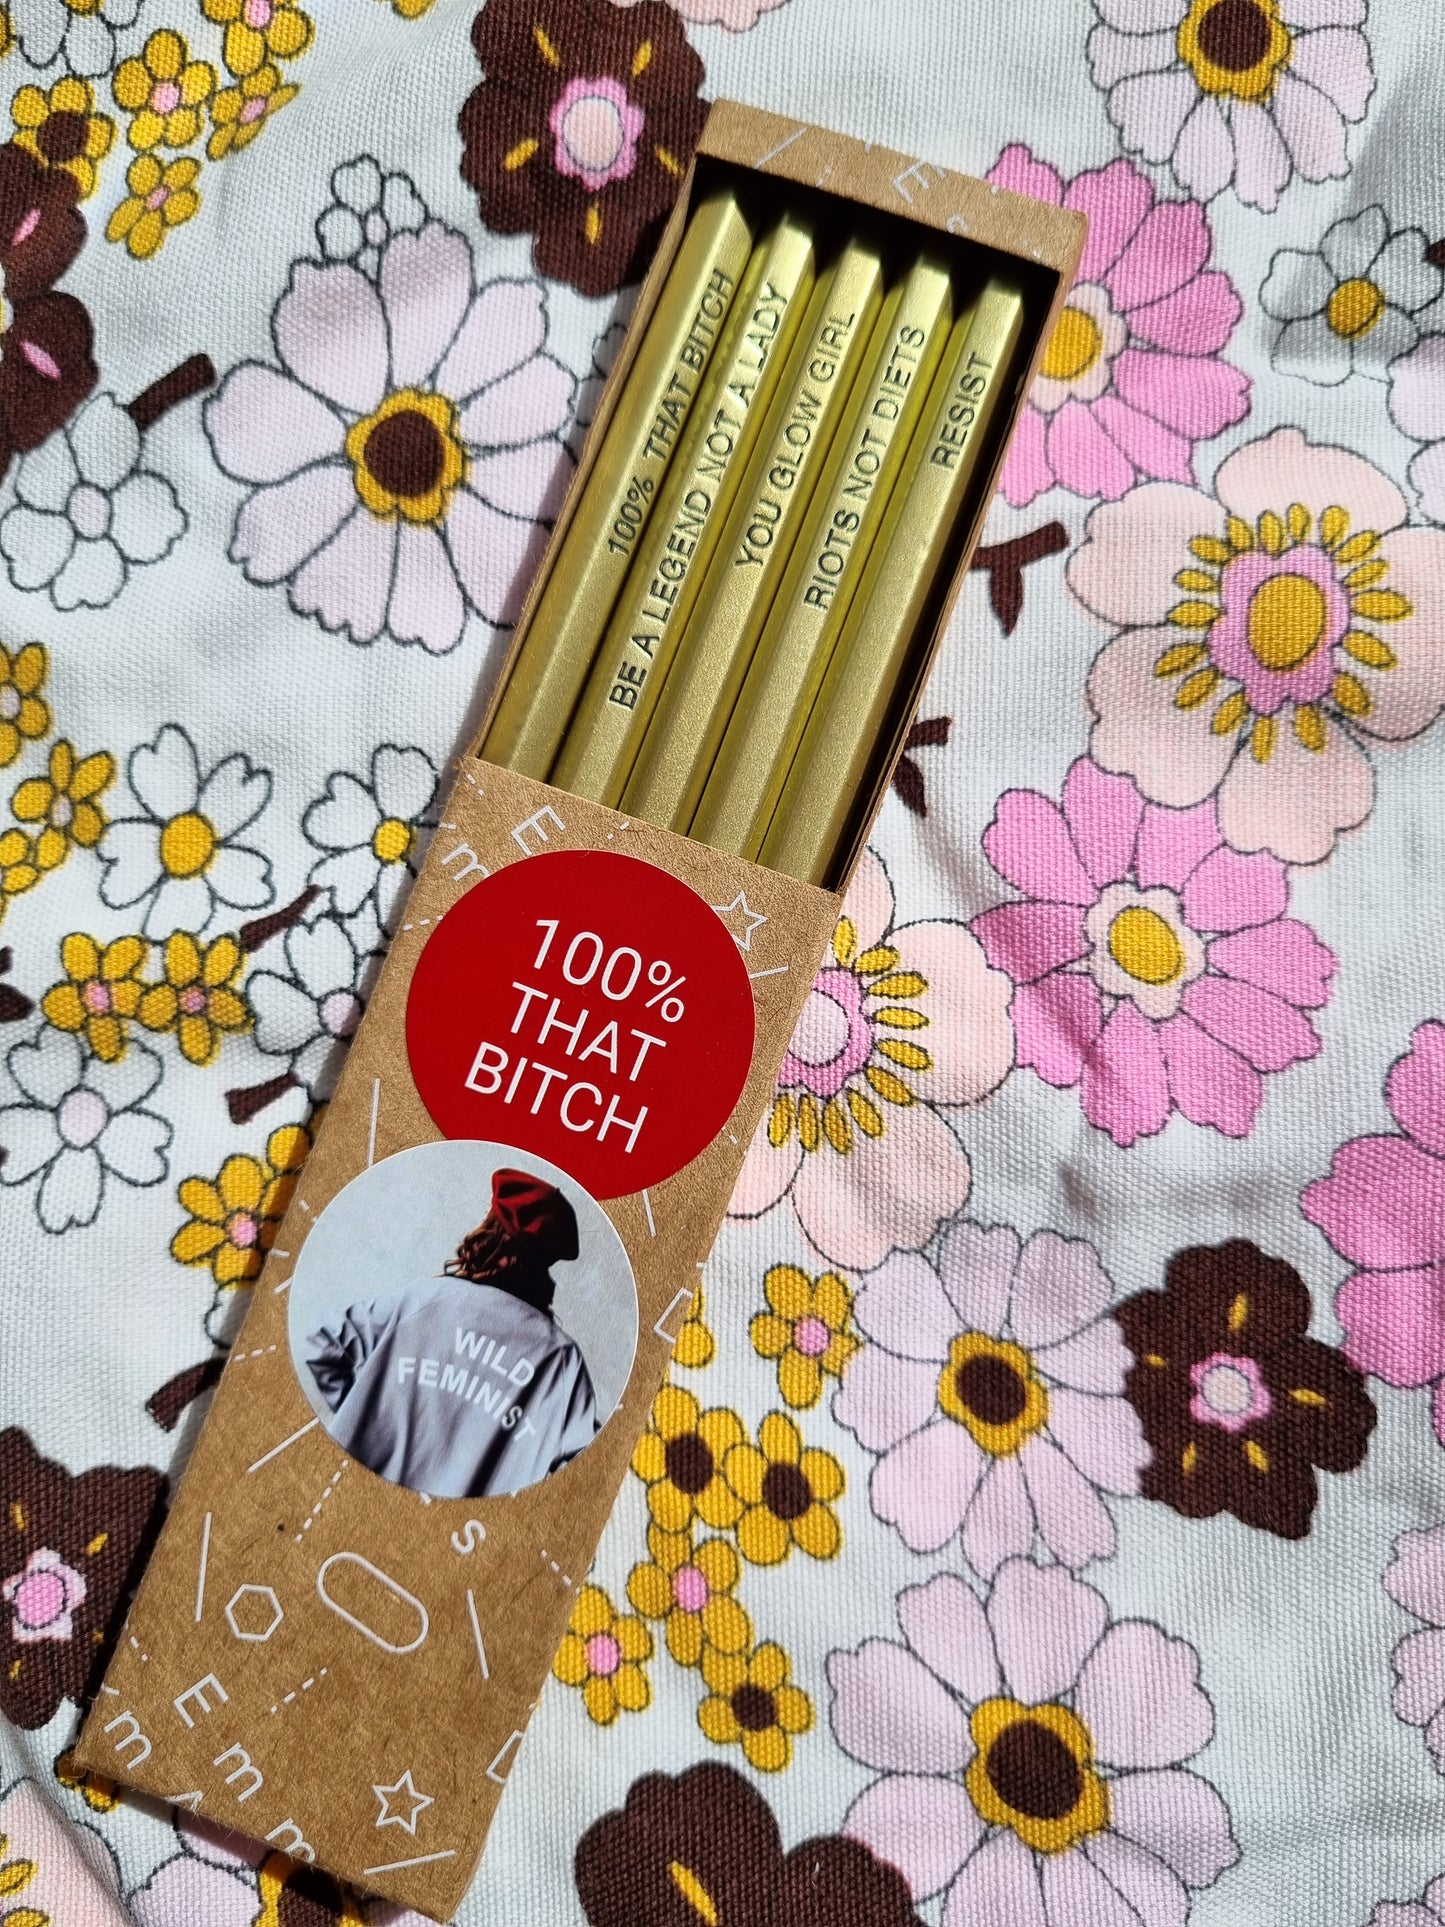 100% THAT BITCH
BE A LEGEND NOT A LADY
YOU GLOW GIRL
RIOTS NOT DIETS
RESIST
100%
THAT
BITCH
WILD
FEMINIST
s
Emm